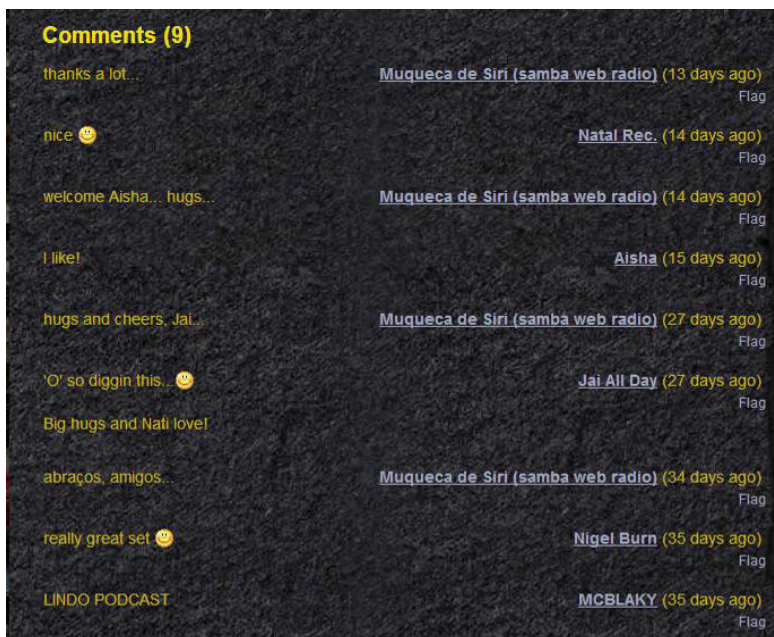 Comments (9)
thanks a lot... Muqueca de Siri (samba web radio) (13 days ago)
Flag
nice Natal Rec. (14 days ago)
Flag
welcome Aisha... hugs... Muqueca de Siri (samba web radio) (14 days ago)
Flag
I like! Aisha (15 days ago)
Flag
hugs and cheers, Jai... Muqueca de Siri (samba web radio) (27 days ago)
Flag
'O' so diggin this... Jai All Day (27 days ago)
Flag
Big hugs and Nati love!
abraços, amigos... Muqueca de Siri (samba web radio) (34 days ago)
Flag
really great set Nigel Burn (35 days ago)
Flag
LINDO PODCAST MCBLAKY (35 days ago)
Flag